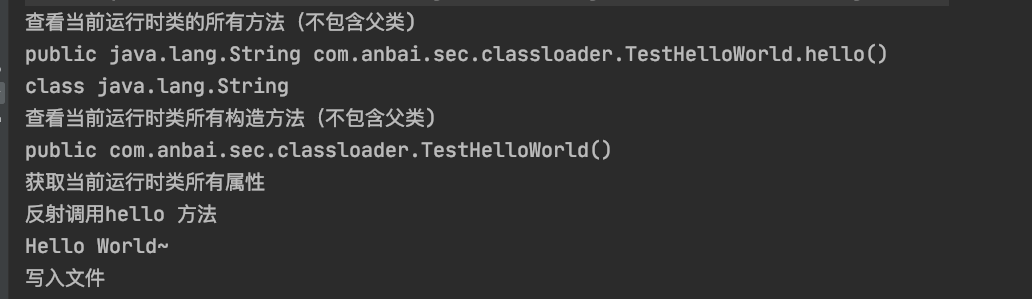 查看当前运行时类的所有方法（不包含父类）
public java.lang.String com.anbai.sec.classloader.TestHelloWorld.hello()
class java.lang.String
查看当前运行时类所有构造方法（不包含父类）
public com.anbai.sec.classloader.TestHelloWorld()
获取当前运行时类所有属性
反射调用hello 方法
Hello World~
写入文件